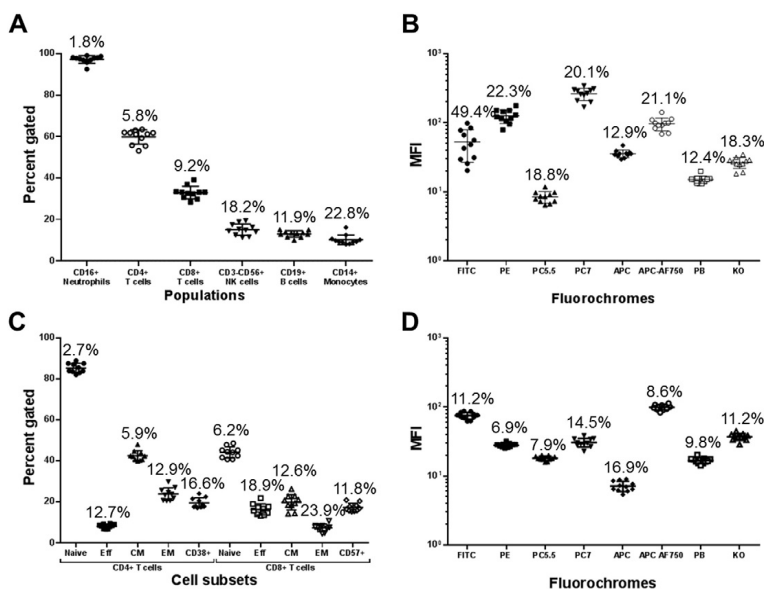 A
Percent gated
100
80
60
40
20
0
1.8%
5.8%
9.2%
18.2%
11.9%
22.8%
CD16+ CD4+ CD8+ CD3-CD56+ CD19+ CD14+
Neutrophils T cells T cells NK cells B cells Monocytes
Populations
B
MFI
10³
10²
10¹
10⁰
49.4%
22.3%
18.8%
20.1%
12.9%
21.1%
12.4%
18.3%
FITC PE PC5.5 PC7 APC APC-AF750 PB KO
Fluorochromes
C
Percent gated
100
80
60
40
20
0
2.7%
12.7%
5.9%
12.9%
16.6%
6.2%
18.9%
12.6%
23.9%
11.8%
Naive Eff CM EM CD38+ Naive Eff CM EM CD57+
CD4+ T cells CD8+ T cells
Cell subsets
D
MFI
10³
10²
10¹
10⁰
11.2%
6.9%
7.9%
14.5%
16.9%
8.6%
9.8%
11.2%
FITC PE PC5.5 PC7 APC APC AF750 PB KO
Fluorochromes